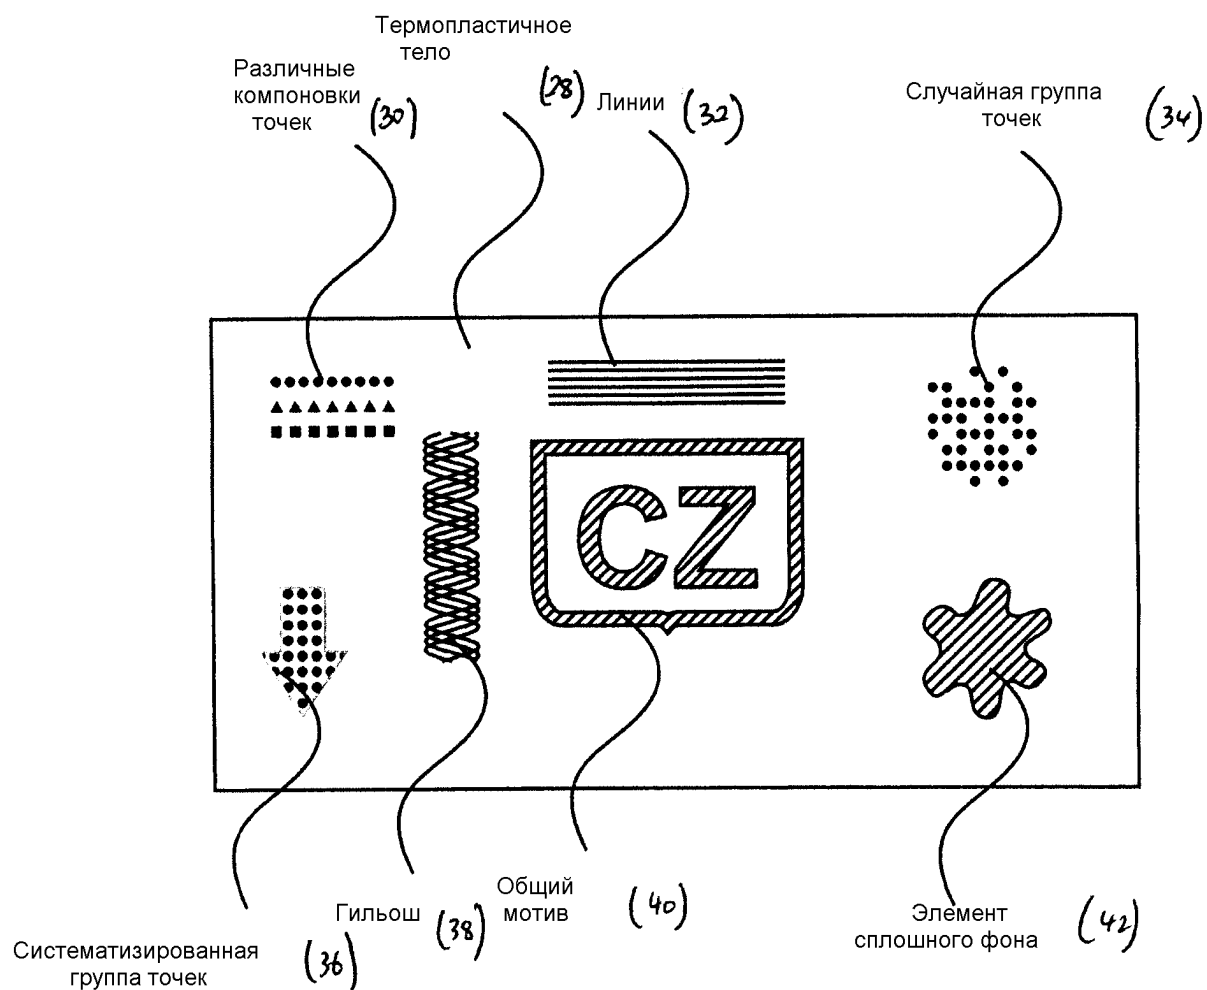 Термопластичное
тело
(28)
Различные
компоновки
точек
(30)
Линии (32)
Случайная группа
точек
(34)
CZ
Общий
мотив
(40)
Гильош (38)
Элемент
сплошного фона
(42)
Систематизированная
группа точек
(36)